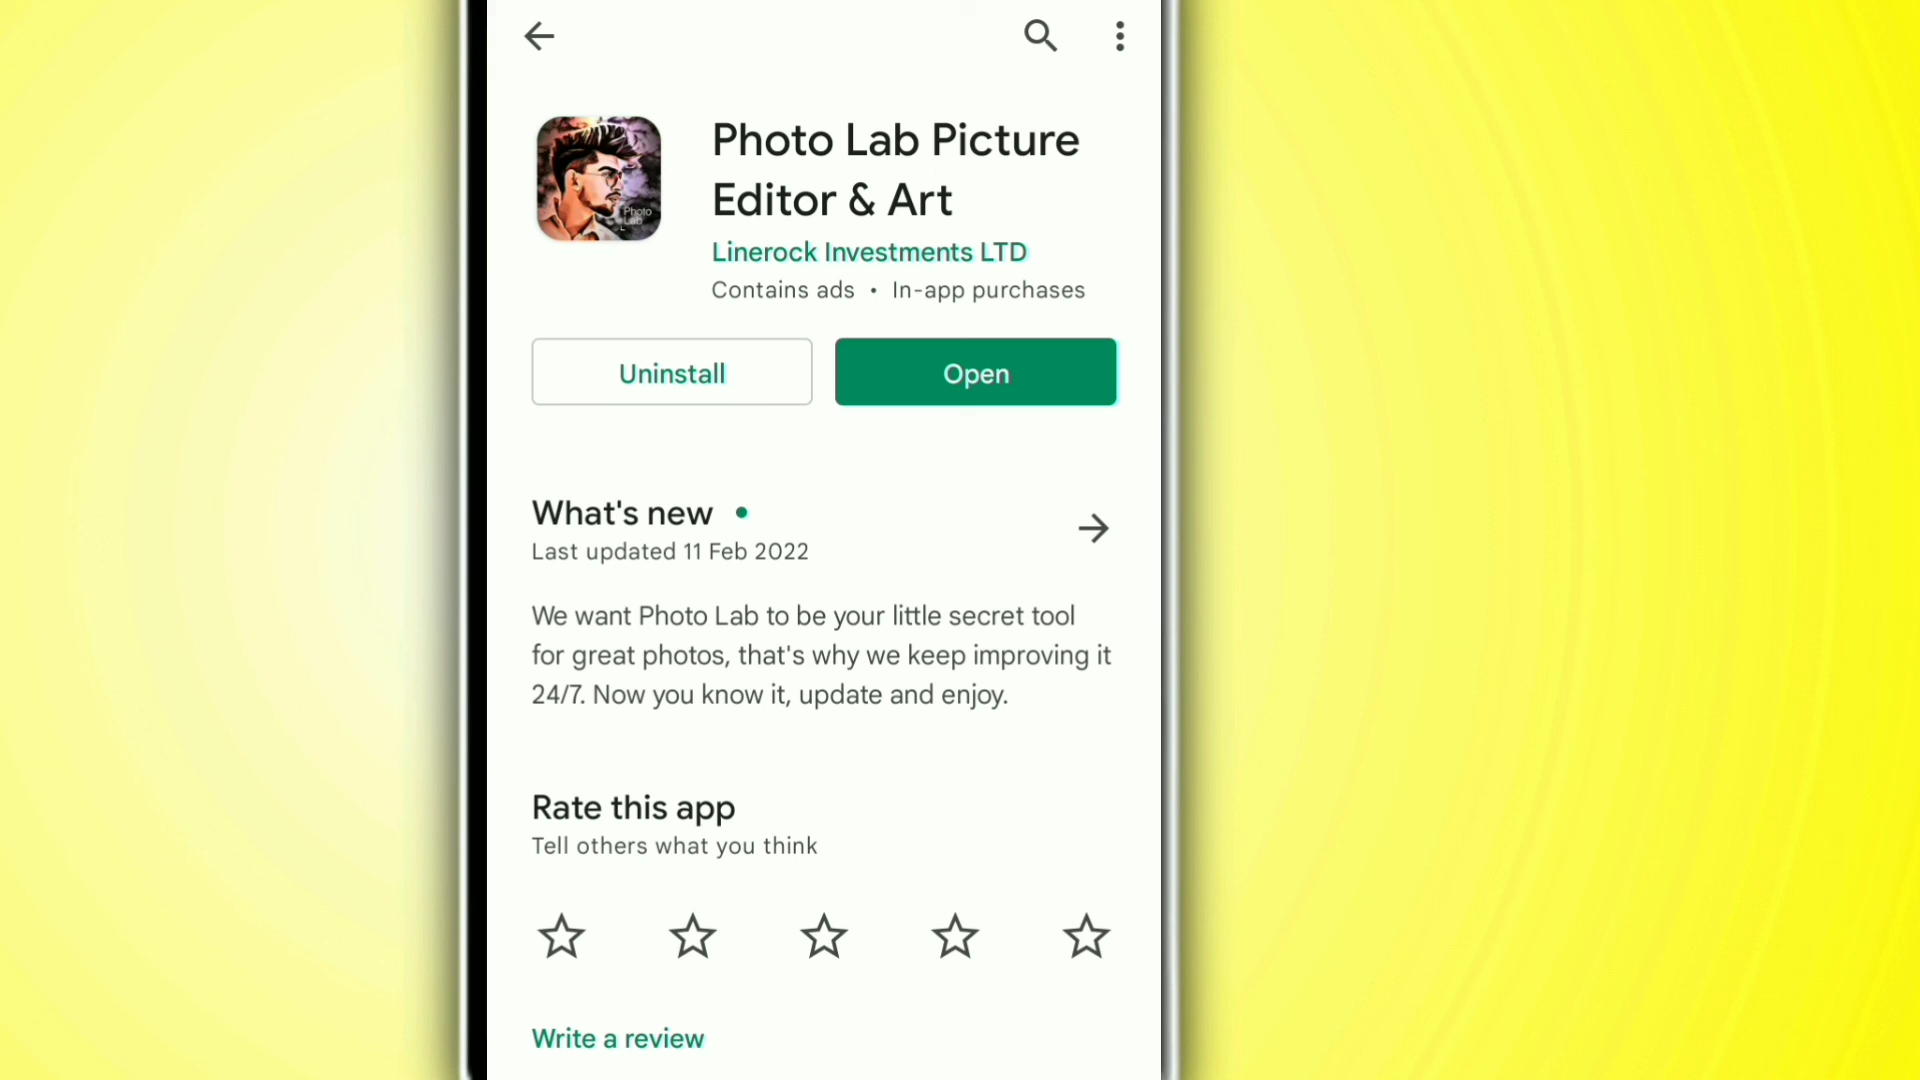 Photo Lab Picture
Editor & Art
Linerock Investments LTD
Contains ads • In-app purchases
Photo
Lab
Uninstall
Open
What's new
Last updated 11 Feb 2022
We want Photo Lab to be your little secret tool
for great photos, that's why we keep improving it
24/7. Now you know it, update and enjoy.
Rate this app
Tell others what you think
Write a review